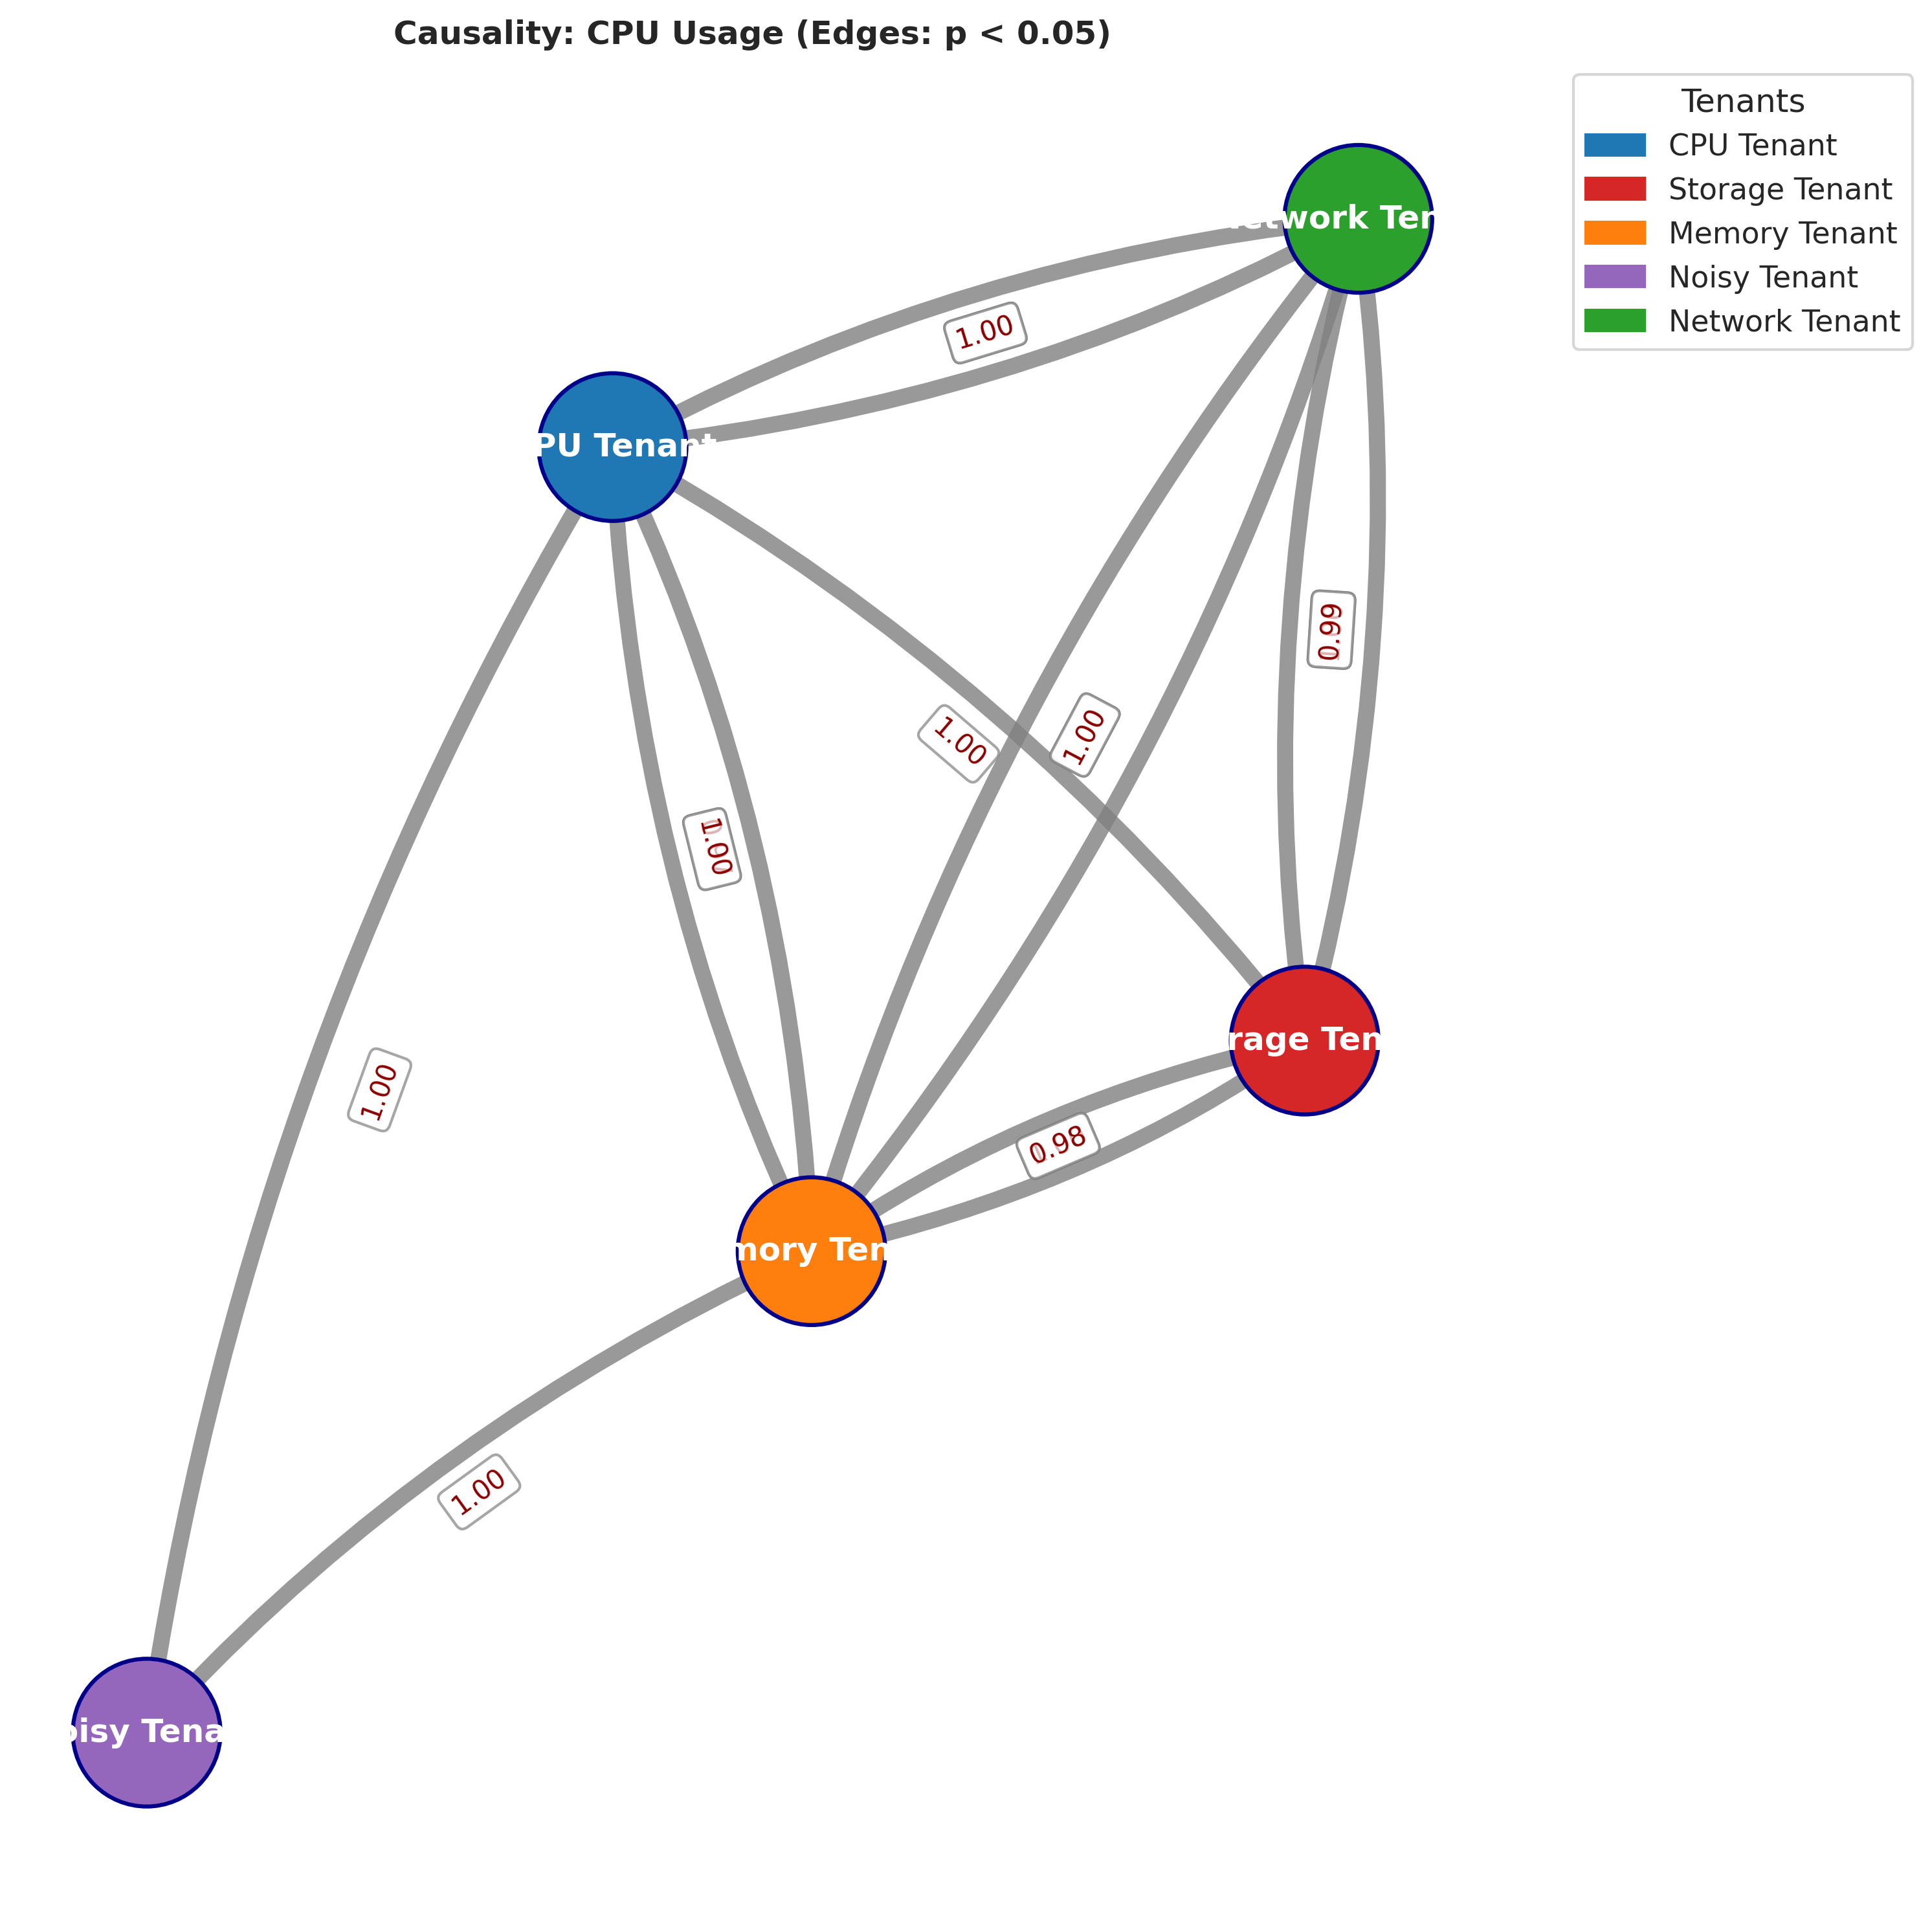 Causality: CPU Usage (Edges: p < 0.05)
Tenants
CPU Tenant
Storage Tenant
Memory Tenant
Noisy Tenant
Network Tenant
etwork Ten
1.00
PU Tenant
0.99
1.00
1.00
1.00
rage Ten
1.00
0.98
mory Ten
1.00
oisy Tena